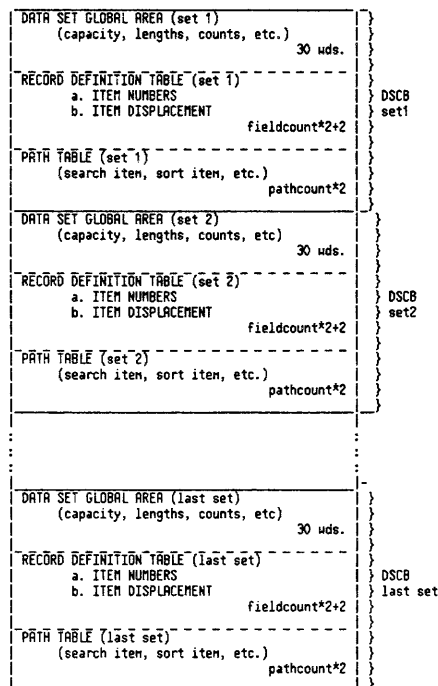 DATA SET GLOBAL AREA (set 1)
(capacity, lengths, counts, etc.)
30 wds.
RECORD DEFINITION TABLE (set 1)
a. ITEM NUMBERS
b. ITEM DISPLACEMENT
fieldcount*2+2
DSCB
set1
PATH TABLE (set 1)
(search item, sort item, etc.)
pathcount*2
DATA SET GLOBAL AREA (set 2)
(capacity, lengths, counts, etc)
30 wds.
RECORD DEFINITION TABLE (set 2)
a. ITEM NUMBERS
b. ITEM DISPLACEMENT
fieldcount*2+2
DSCB
set2
PATH TABLE (set 2)
(search item, sort item, etc.)
pathcount*2
DATA SET GLOBAL AREA (last set)
(capacity, lengths, counts, etc)
30 wds.
RECORD DEFINITION TABLE (last set)
a. ITEM NUMBERS
b. ITEM DISPLACEMENT
fieldcount*2+2
DSCB
last set
PATH TABLE (last set)
(search item, sort item, etc.)
pathcount*2